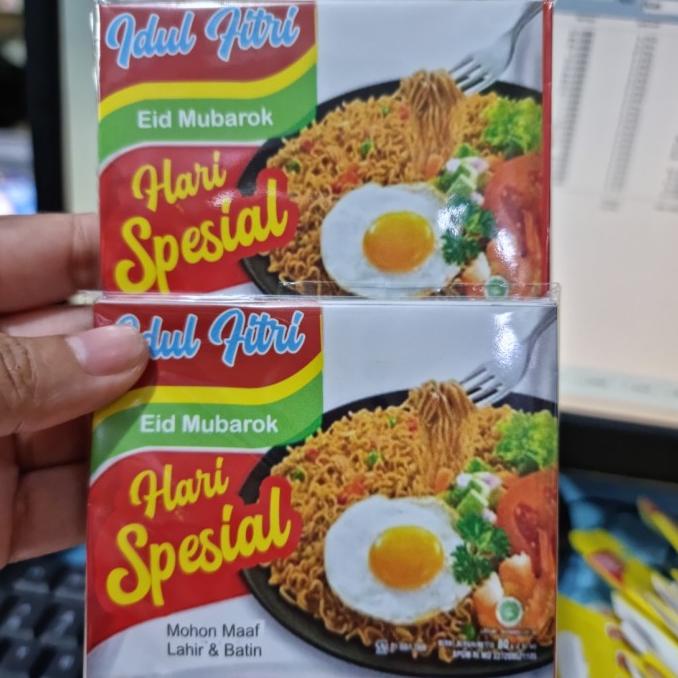 Idul Fitri
Eid Mubarok
Hari
Spesial
Idul Fitri
Eid Mubarok
Hari
Spesial
Mohon Maaf
Lahir & Batin